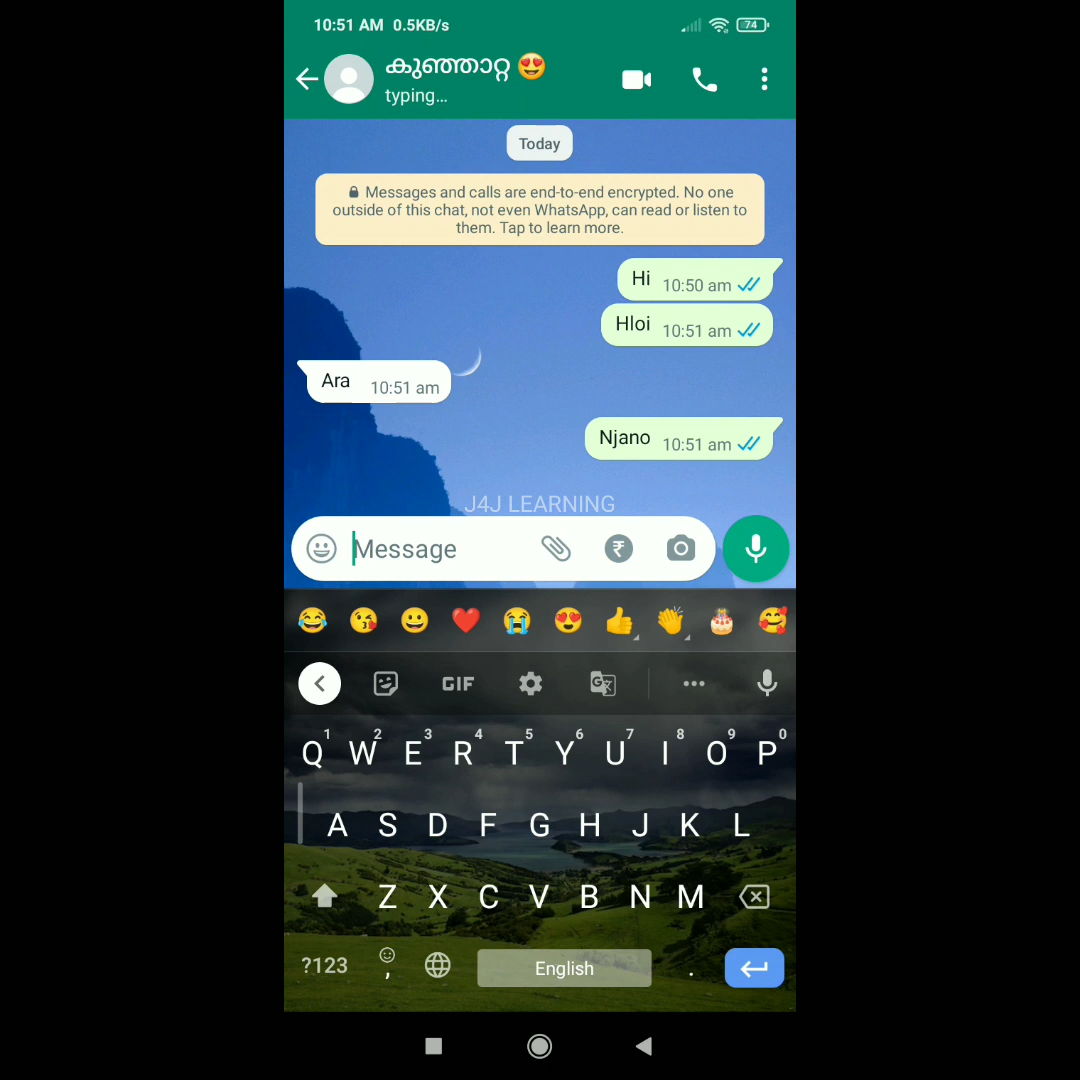 10:51 AM 0.5KB/s
74
കുഞ്ഞാറ്റ 😍
typing...
Today
Messages and calls are end-to-end encrypted. No one
outside of this chat, not even WhatsApp, can read or listen to
them. Tap to learn more.
Hi 10:50 am
Hloi 10:51 am
Ara 10:51 am
Njano 10:51 am
J4J LEARNING
Message
₹
GIF
G
1 2 3 4 5 6 7 8 9 0
Q W E R T Y U I O P
A S D F G H J K L
Z X C V B N M
?123 , English .